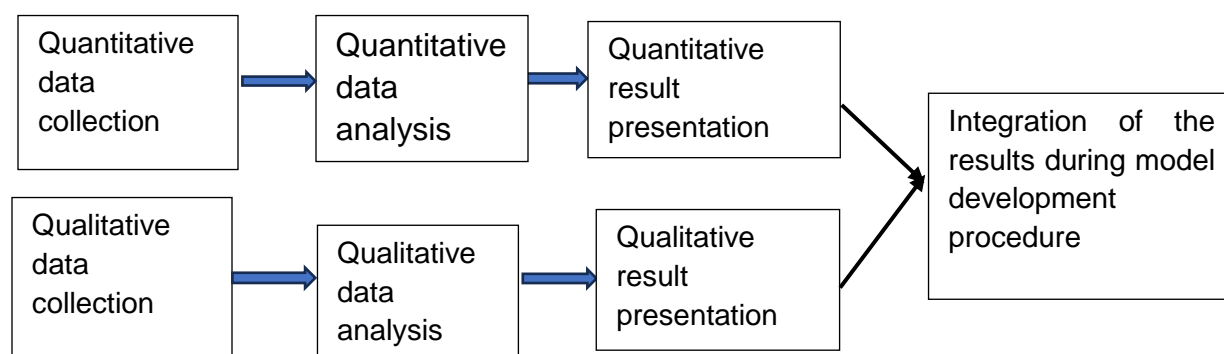 Quantitative
data
collection
Quantitative
data
analysis
Quantitative
result
presentation
Qualitative
data
collection
Qualitative
data
analysis
Qualitative
result
presentation
Integration of the
results during model
development
procedure